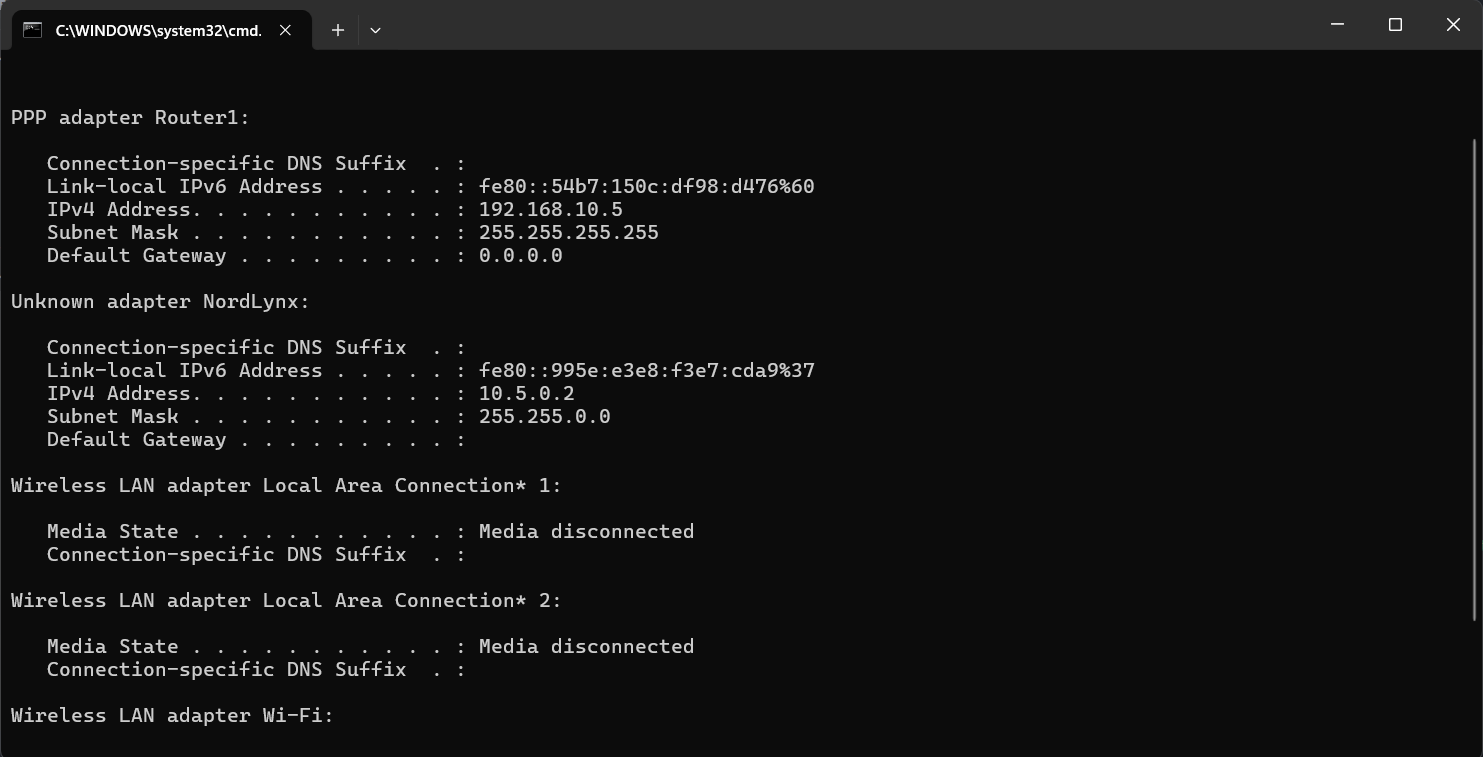 C:\WINDOWS\system32\cmd.
PPP adapter Router1:
   Connection-specific DNS Suffix  . :
   Link-local IPv6 Address . . . . . : fe80::54b7:150c:df98:d476%60
   IPv4 Address. . . . . . . . . . . : 192.168.10.5
   Subnet Mask . . . . . . . . . . . : 255.255.255.255
   Default Gateway . . . . . . . . . : 0.0.0.0
Unknown adapter NordLynx:
   Connection-specific DNS Suffix  . :
   Link-local IPv6 Address . . . . . : fe80::995e:e3e8:f3e7:cda9%37
   IPv4 Address. . . . . . . . . . . : 10.5.0.2
   Subnet Mask . . . . . . . . . . . : 255.255.0.0
   Default Gateway . . . . . . . . . :
Wireless LAN adapter Local Area Connection* 1:
   Media State . . . . . . . . . . . : Media disconnected
   Connection-specific DNS Suffix  . :
Wireless LAN adapter Local Area Connection* 2:
   Media State . . . . . . . . . . . : Media disconnected
   Connection-specific DNS Suffix  . :
Wireless LAN adapter Wi-Fi: